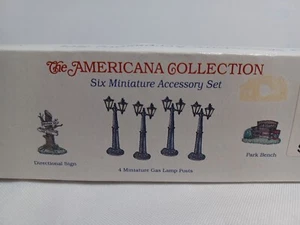 The AMERICANA COLLECTION
Six Miniature Accessory Set
Directional Sign
4 Miniature Gas Lamp Posts
Park Bench